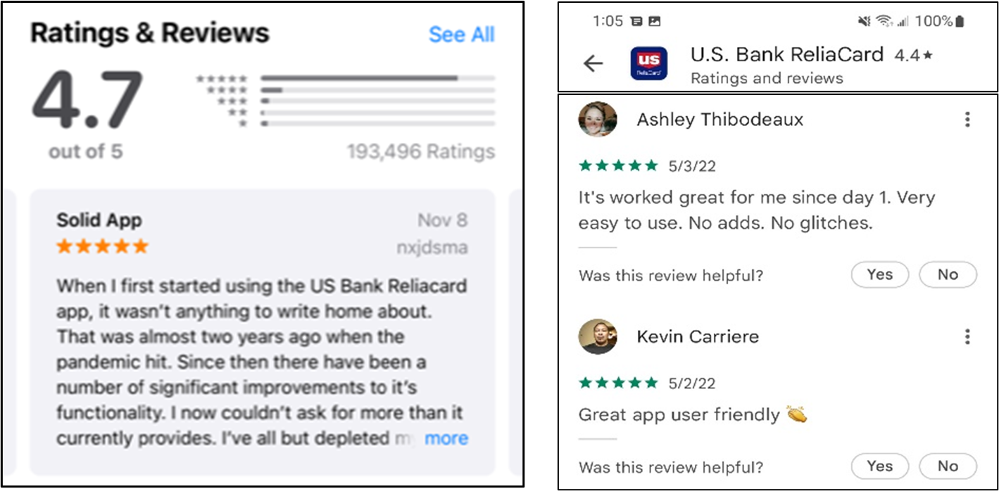 Ratings & Reviews
See All
4.7
out of 5
★★★★★
★★★★
★★★
★★
★
193,496 Ratings
Solid App
Nov 8
★★★★★
nxjdsma
When I first started using the US Bank Reliacard
app, it wasn't anything to write home about.
That was almost two years ago when the
pandemic hit. Since then there have been a
number of significant improvements to it's
functionality. I now couldn't ask for more than it
currently provides. I've all but depleted more
1:05
100%
us
ReliaCard
U.S. Bank ReliaCard 4.4★
Ratings and reviews
Ashley Thibodeaux
★★★★★ 5/3/22
It's worked great for me since day 1. Very
easy to use. No adds. No glitches.
Was this review helpful?
Yes
No
Kevin Carriere
★★★★★ 5/2/22
Great app user friendly 👏
Was this review helpful?
Yes
No